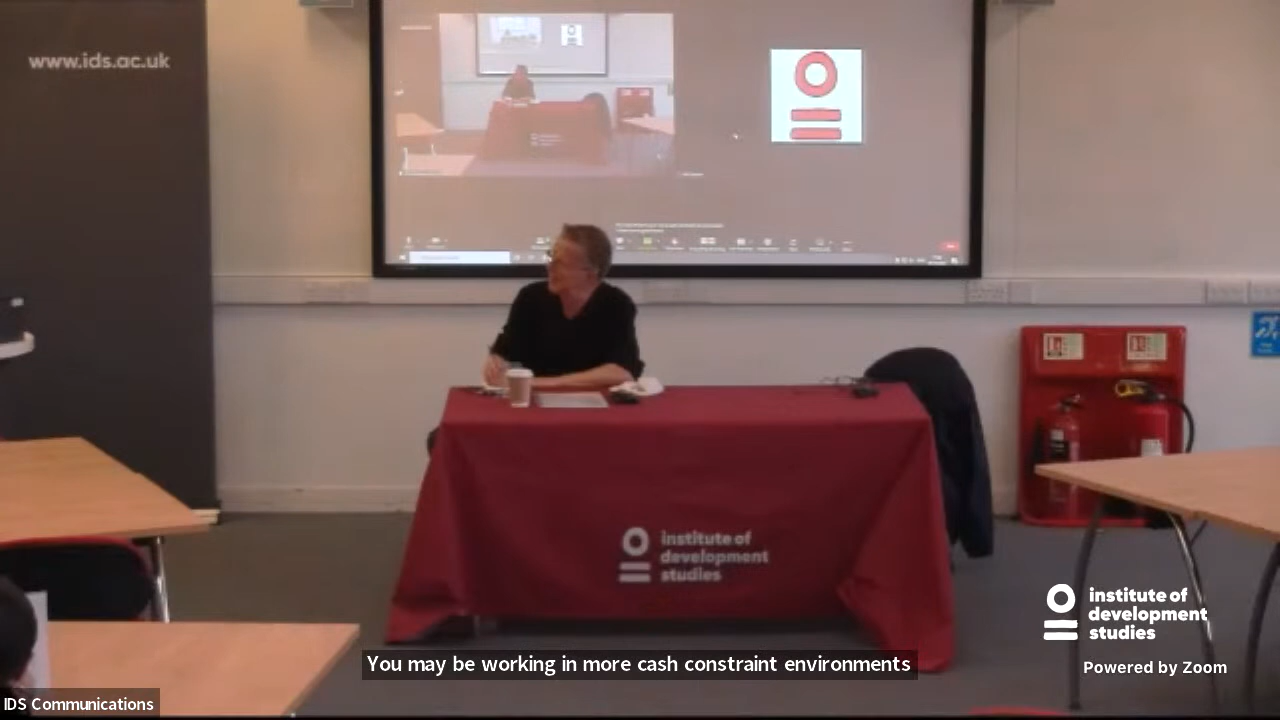 www.ids.ac.uk
institute of
development
studies
institute of
development
studies
Powered by Zoom
You may be working in more cash constraint environments
IDS Communications